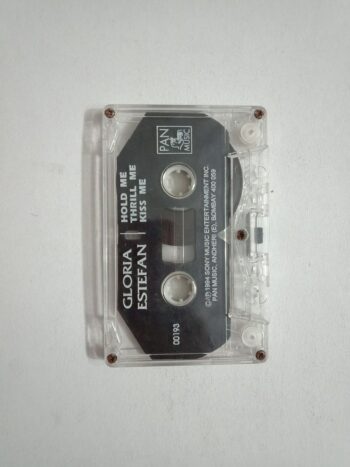 GLORIA
ESTEFAN
HOLD ME
THRILL ME
KISS ME
PAN
MUSIC
00193
©℗ 1994 SONY MUSIC ENTERTAINMENT INC.
PAN MUSIC, ANDHERI (E), BOMBAY 400 059